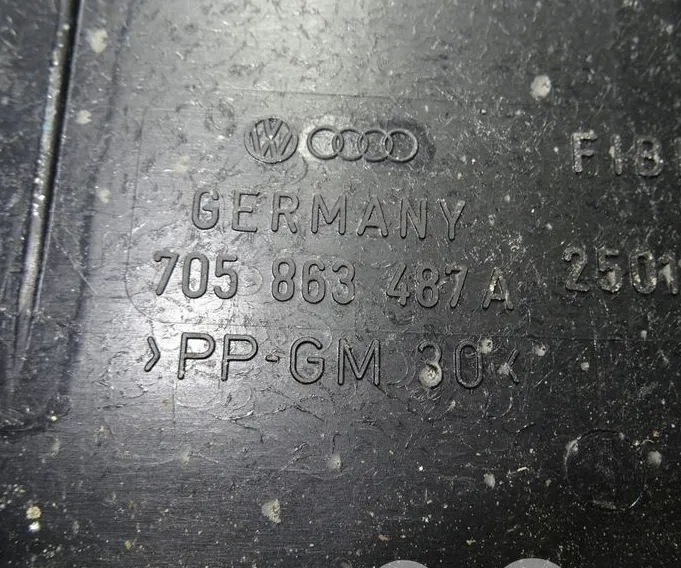 GERMANY
705 863 487 A
>PP-GM 30<